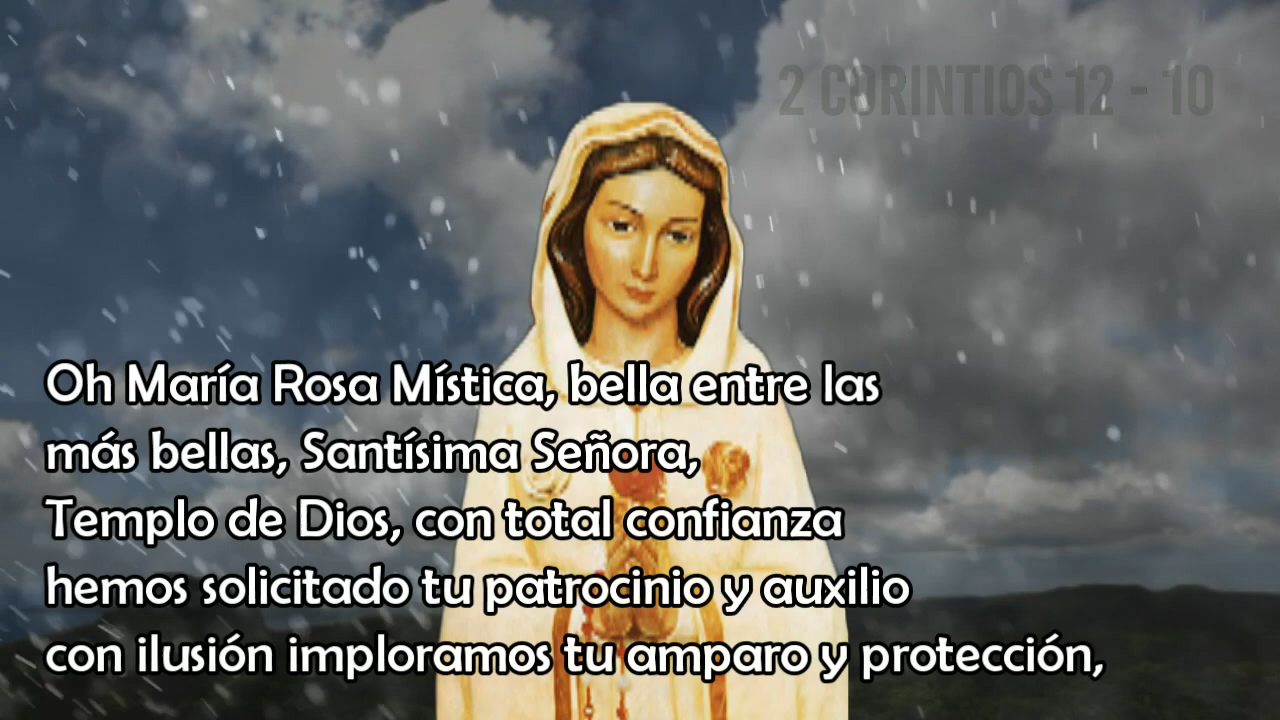 2 CORINTIOS 12 - 10
Oh María Rosa Mística, bella entre las
más bellas, Santísima Señora,
Templo de Dios, con total confianza
hemos solicitado tu patrocinio y auxilio
con ilusión imploramos tu amparo y protección,